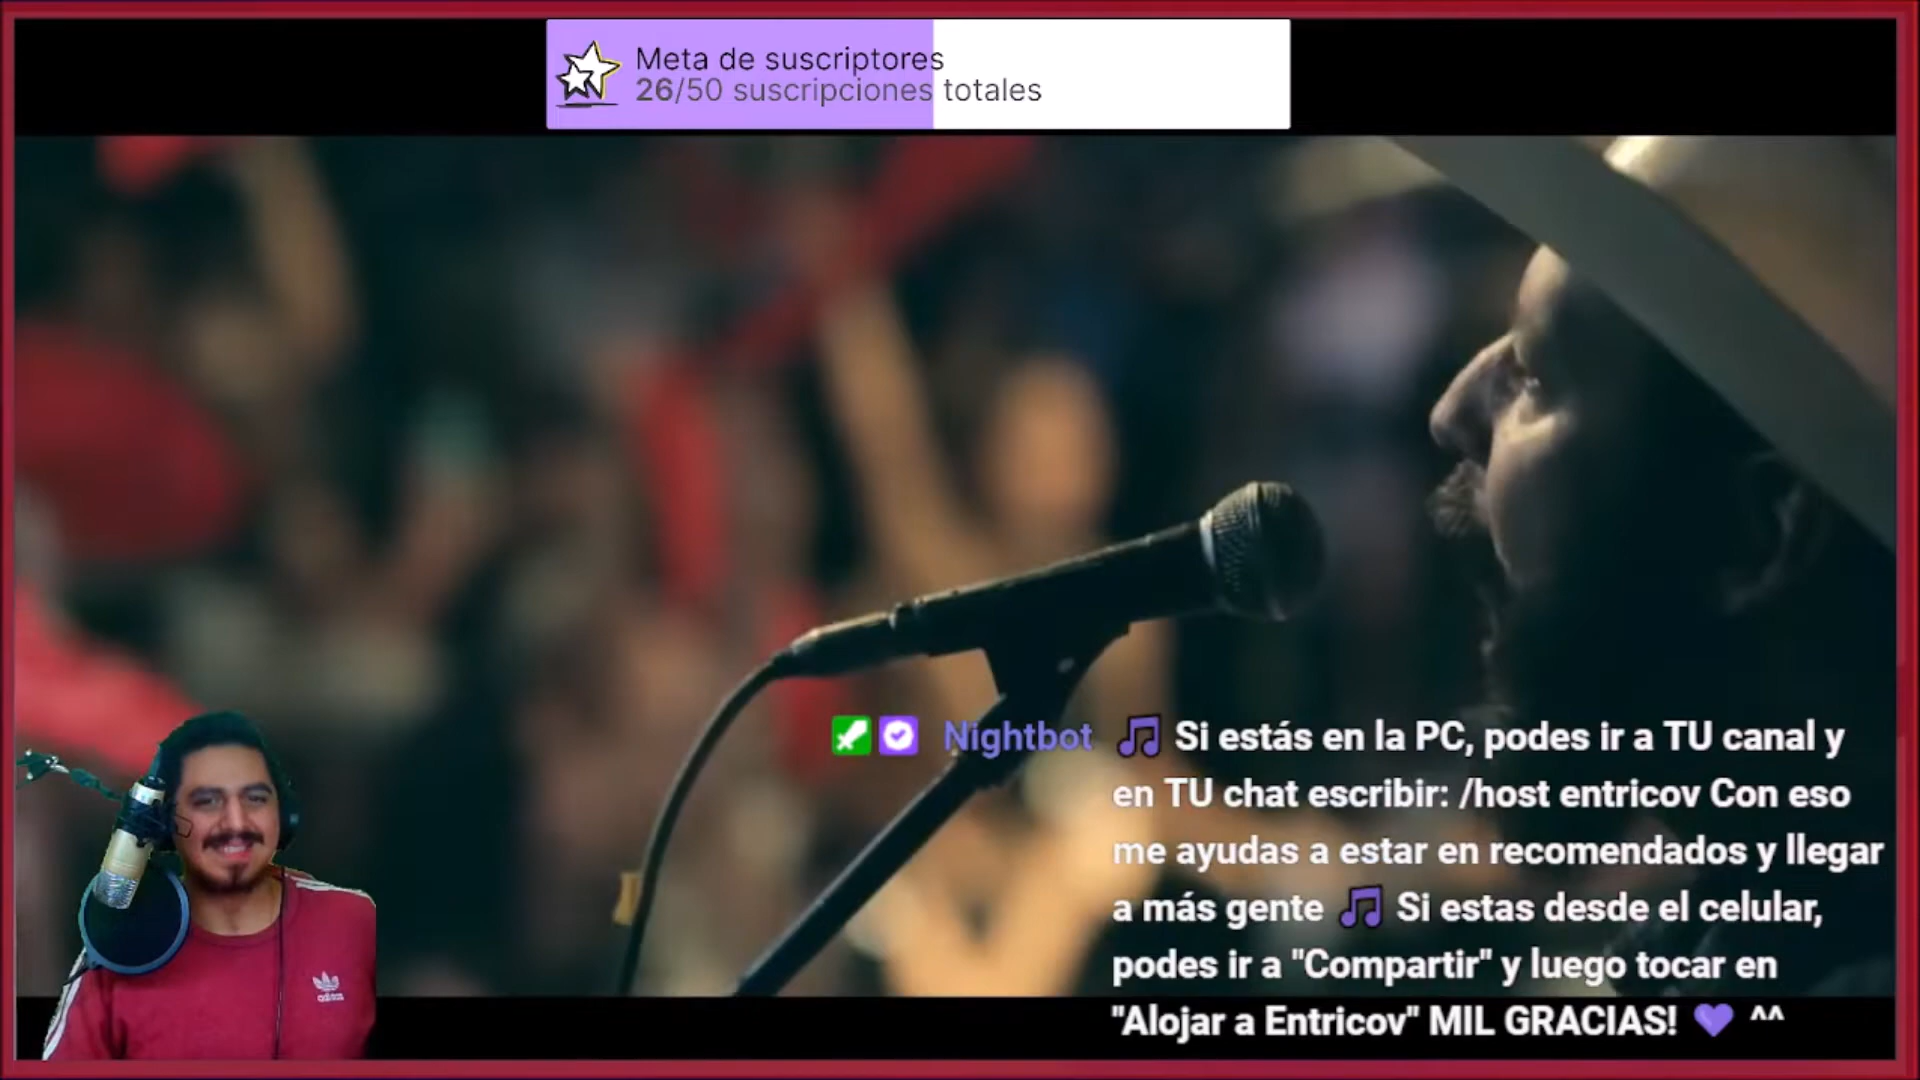 Meta de suscriptores
26/50 suscripciones totales
Nightbot 🎵 Si estás en la PC, podes ir a TU canal y
en TU chat escribir: /host entricov Con eso
me ayudas a estar en recomendados y llegar
a más gente 🎵 Si estas desde el celular,
podes ir a "Compartir" y luego tocar en
"Alojar a Entricov" MIL GRACIAS! 💜 ^^
adidas